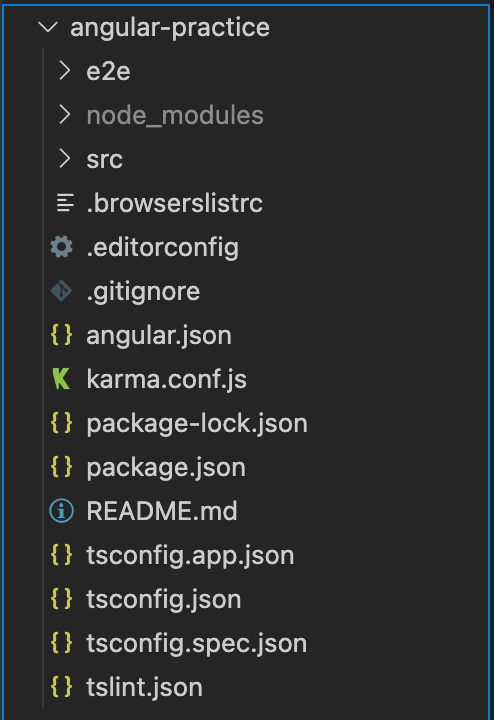 angular-practice
e2e
node_modules
src
.browserslistrc
.editorconfig
.gitignore
angular.json
karma.conf.js
package-lock.json
package.json
README.md
tsconfig.app.json
tsconfig.json
tsconfig.spec.json
tslint.json